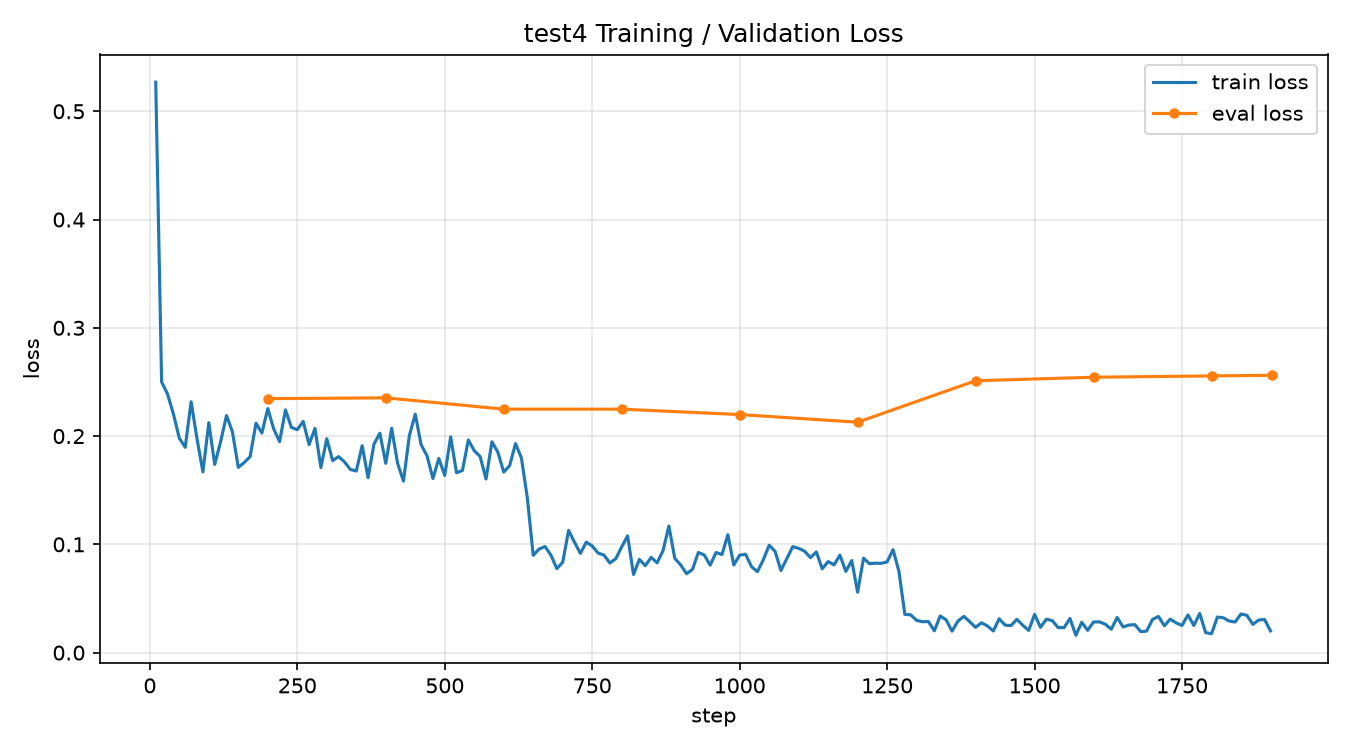 test4 Training / Validation Loss
train loss
eval loss
0.5
0.4
0.3
0.2
0.1
0.0
loss
0 250 500 750 1000 1250 1500 1750
step